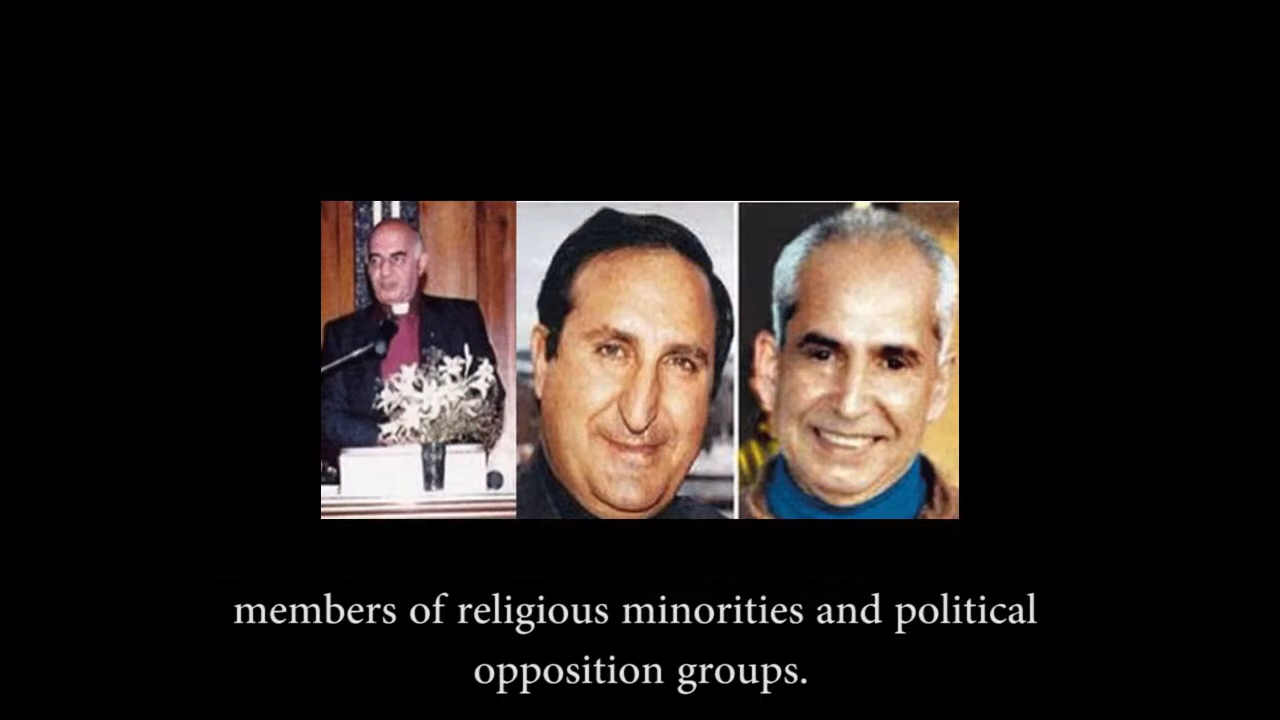 members of religious minorities and political
opposition groups.